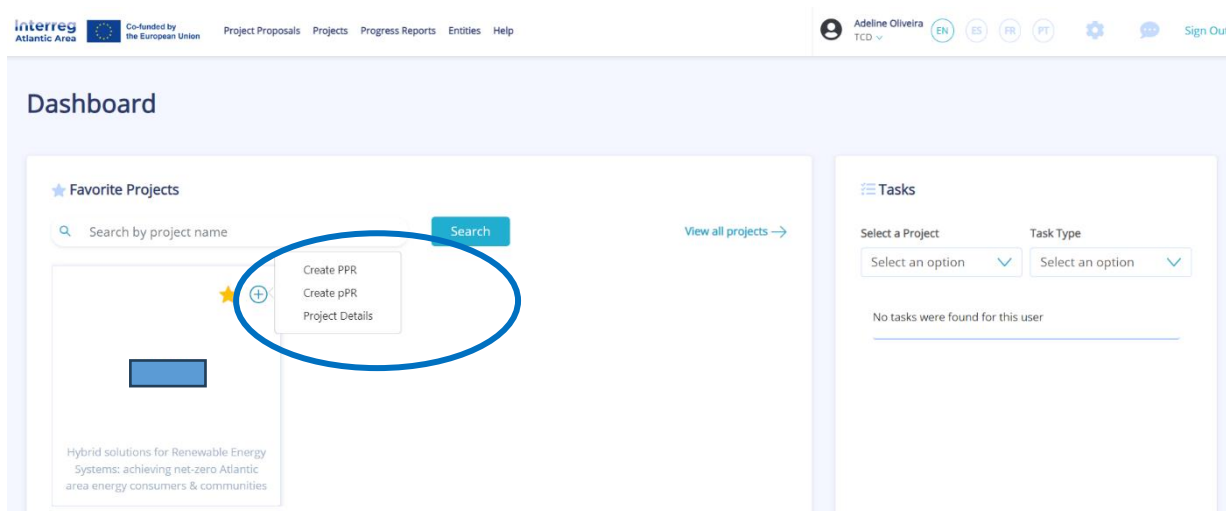 Interreg
Atlantic Area
Co-funded by
the European Union
Project Proposals Projects Progress Reports Entities Help
Adeline Oliveira
TCD
EN ES FR PT
Sign Out
Dashboard
Favorite Projects
Search by project name
Search
View all projects
Create PPR
Create pPR
Project Details
Hybrid solutions for Renewable Energy
Systems: achieving net-zero Atlantic
area energy consumers & communities
Tasks
Select a Project Task Type
Select an option Select an option
No tasks were found for this user